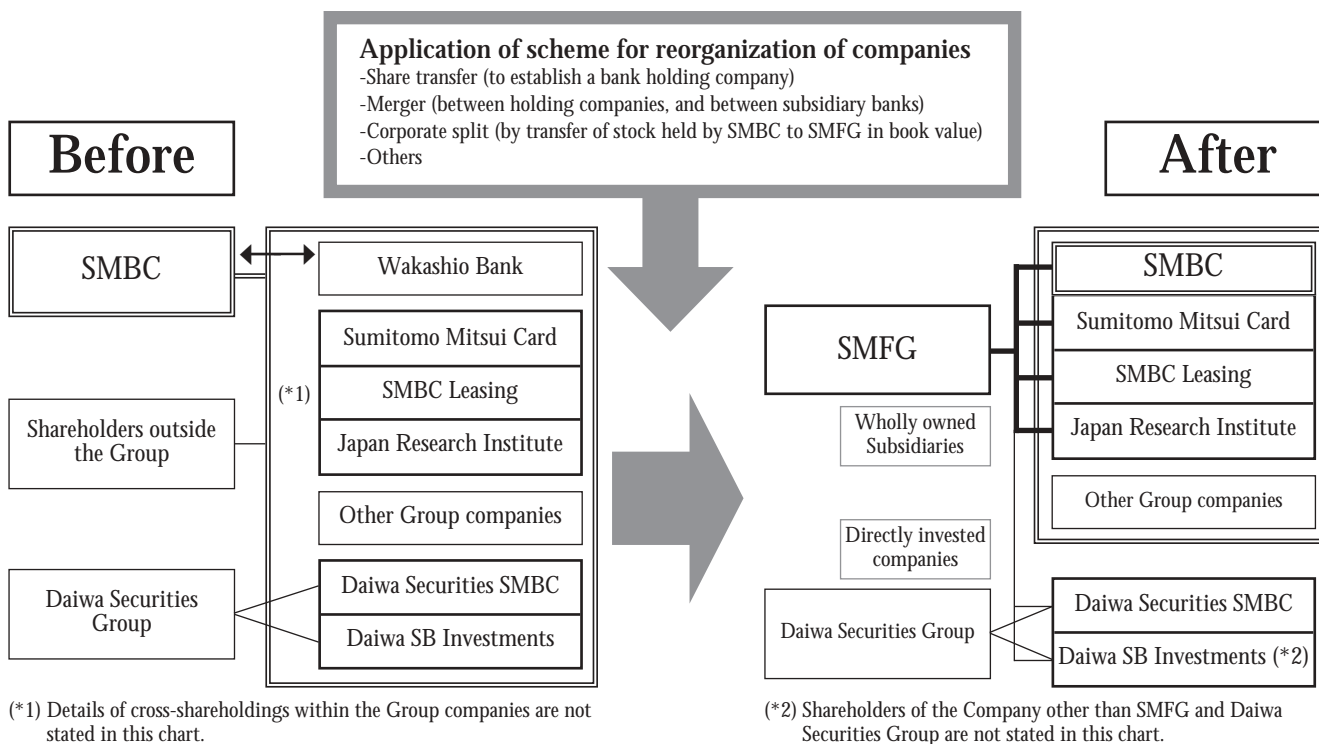 Application of scheme for reorganization of companies
-Share transfer (to establish a bank holding company)
-Merger (between holding companies, and between subsidiary banks)
-Corporate split (by transfer of stock held by SMBC to SMFG in book value)
-Others
Before
After
SMBC
Wakashio Bank
Sumitomo Mitsui Card
(*1)
SMBC Leasing
Japan Research Institute
Shareholders outside
the Group
Other Group companies
Daiwa Securities
Group
Daiwa Securities SMBC
Daiwa SB Investments
(*1) Details of cross-shareholdings within the Group companies are not
stated in this chart.
SMFG
SMBC
Sumitomo Mitsui Card
SMBC Leasing
Japan Research Institute
Wholly owned
Subsidiaries
Other Group companies
Directly invested
companies
Daiwa Securities Group
Daiwa Securities SMBC
Daiwa SB Investments (*2)
(*2) Shareholders of the Company other than SMFG and Daiwa
Securities Group are not stated in this chart.